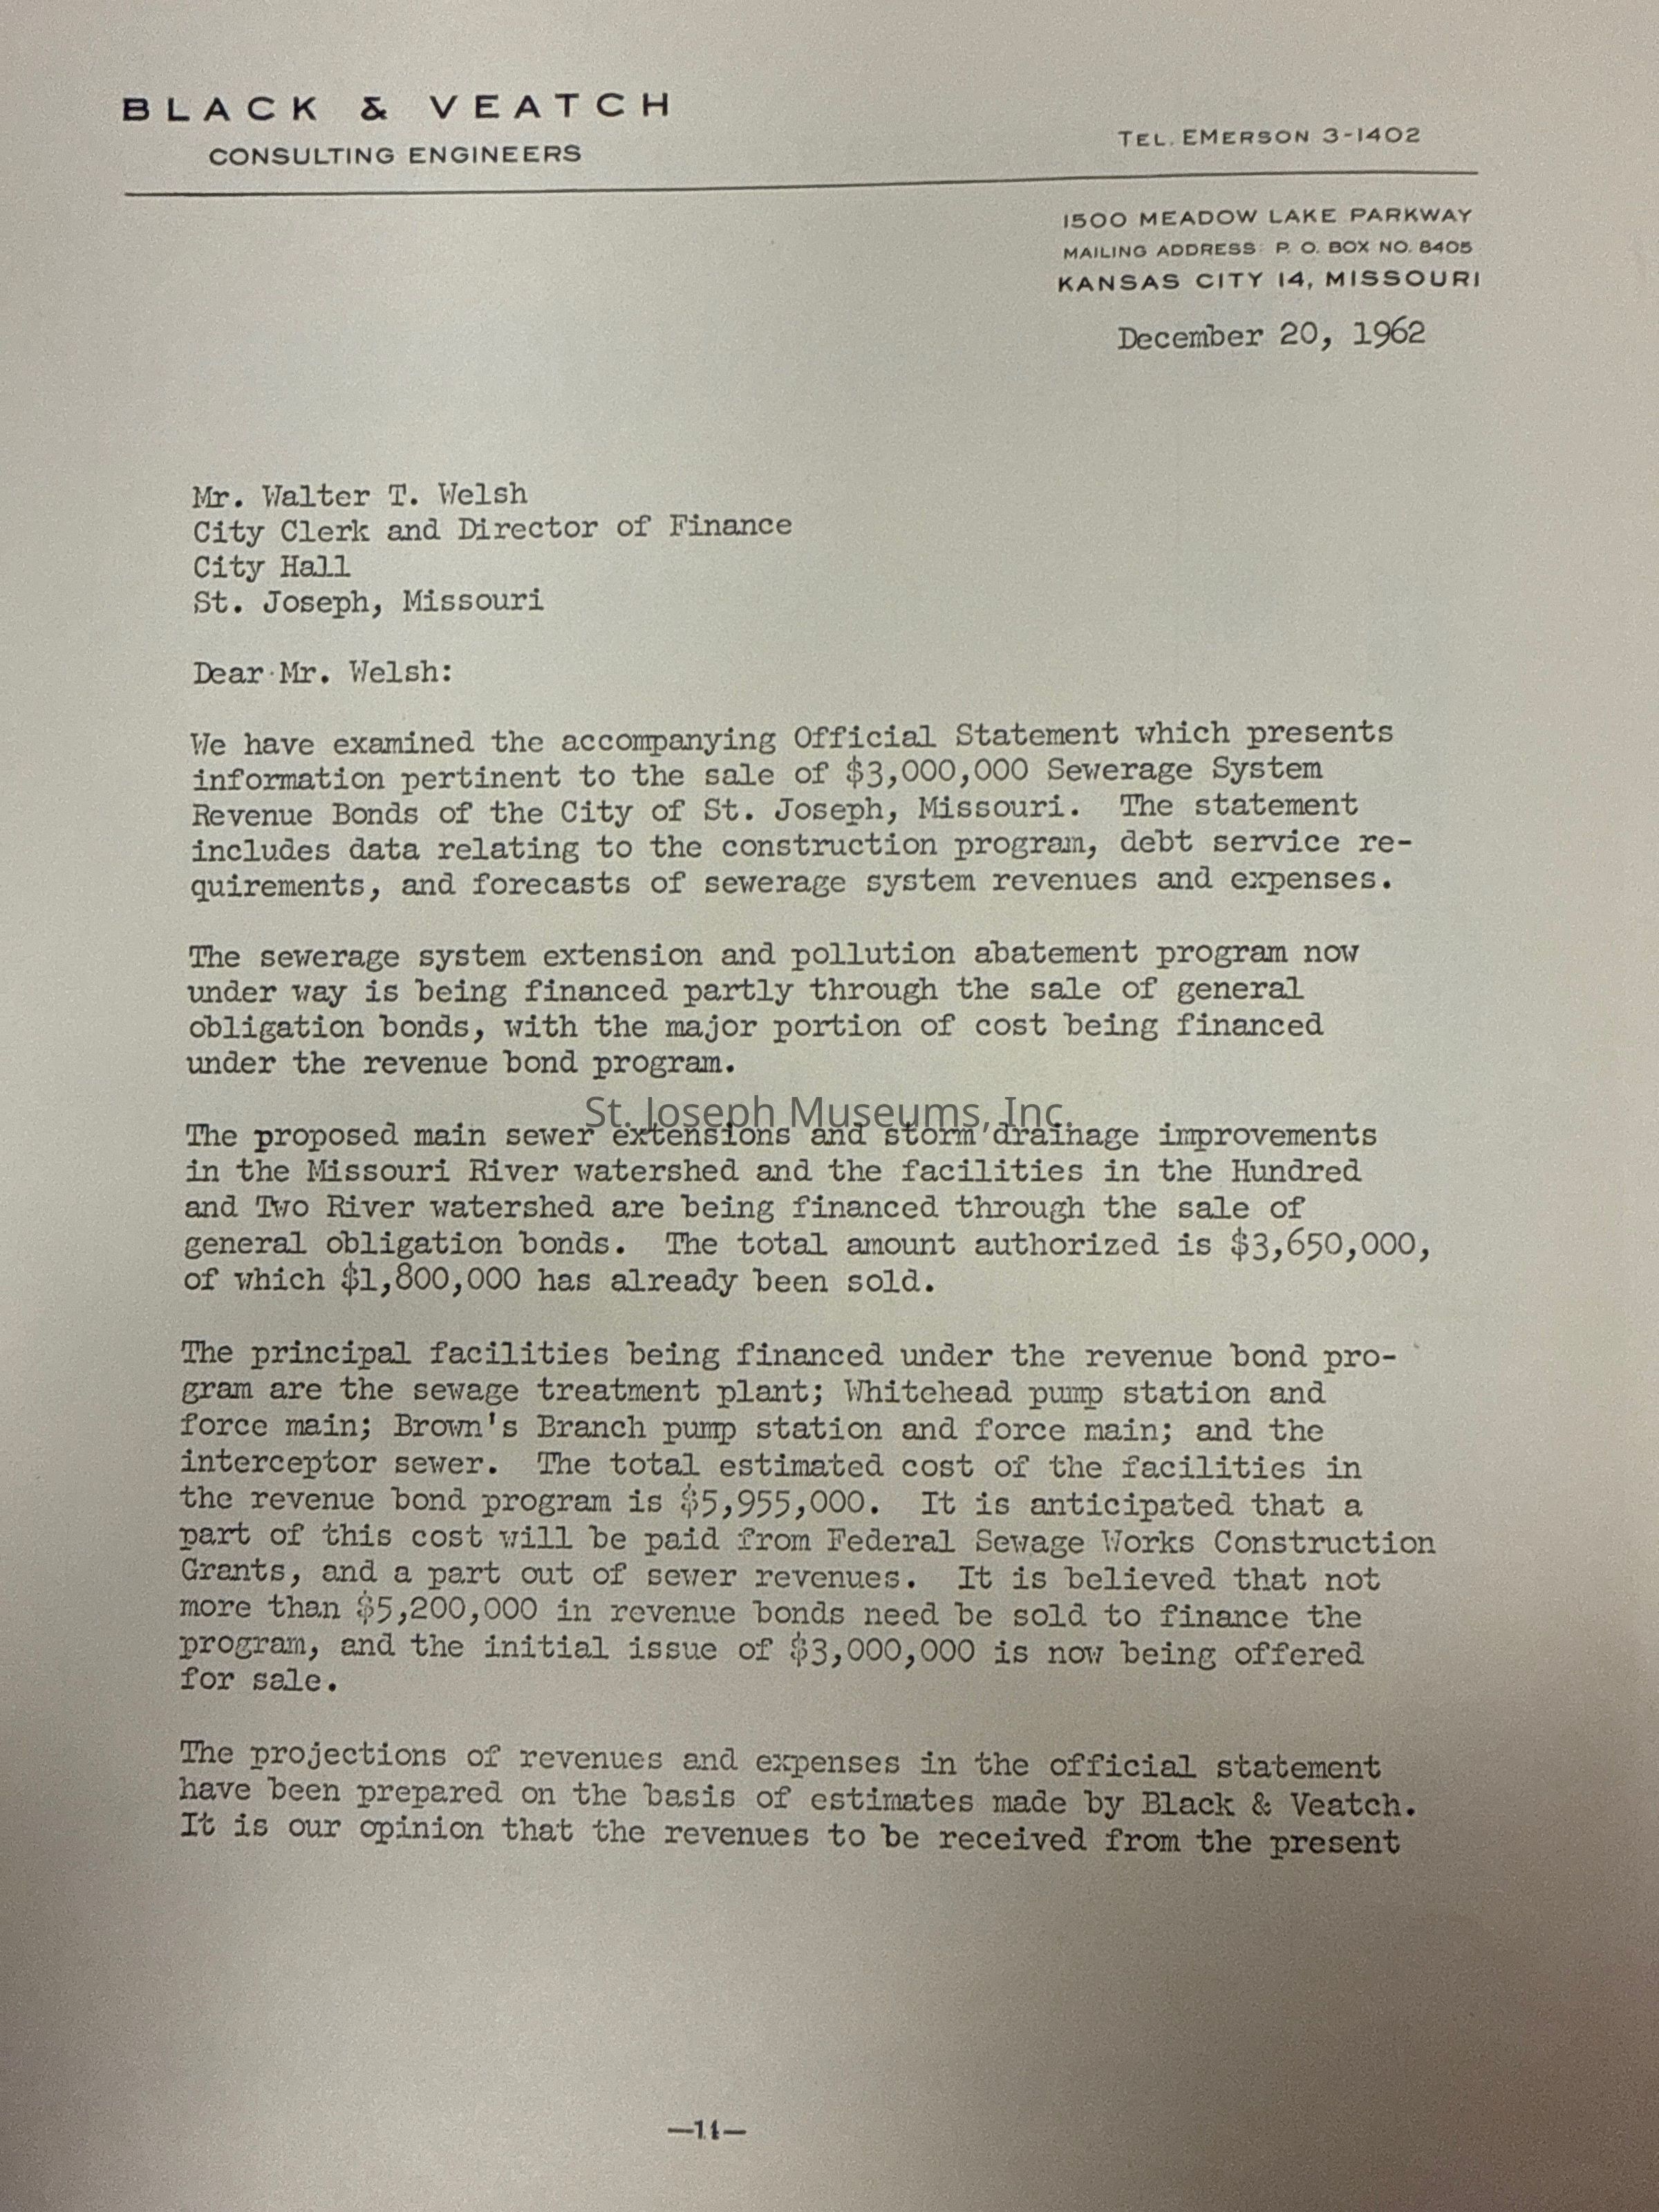 BLACK & VEATCH
CONSULTING ENGINEERS
TEL. EMERSON 3-1402
1500 MEADOW LAKE PARKWAY
MAILING ADDRESS: P. O. BOX NO. 8405
KANSAS CITY 14, MISSOURI
December 20, 1962
Mr. Walter T. Welsh
City Clerk and Director of Finance
City Hall
St. Joseph, Missouri
Dear Mr. Welsh:
We have examined the accompanying Official Statement which presents
information pertinent to the sale of $3,000,000 Sewerage System
Revenue Bonds of the City of St. Joseph, Missouri. The statement
includes data relating to the construction program, debt service re-
quirements, and forecasts of sewerage system revenues and expenses.
The sewerage system extension and pollution abatement program now
under way is being financed partly through the sale of general
obligation bonds, with the major portion of cost being financed
under the revenue bond program.
St. Joseph Museums, Inc.
The proposed main sewer extensions and storm drainage improvements
in the Missouri River watershed and the facilities in the Hundred
and Two River watershed are being financed through the sale of
general obligation bonds. The total amount authorized is $3,650,000,
of which $1,800,000 has already been sold.
The principal facilities being financed under the revenue bond pro-
gram are the sewage treatment plant; Whitehead pump station and
force main; Brown's Branch pump station and force main; and the
interceptor sewer. The total estimated cost of the facilities in
the revenue bond program is $5,955,000. It is anticipated that a
part of this cost will be paid from Federal Sewage Works Construction
Grants, and a part out of sewer revenues. It is believed that not
more than $5,200,000 in revenue bonds need be sold to finance the
program, and the initial issue of $3,000,000 is now being offered
for sale.
The projections of revenues and expenses in the official statement
have been prepared on the basis of estimates made by Black & Veatch.
It is our opinion that the revenues to be received from the present